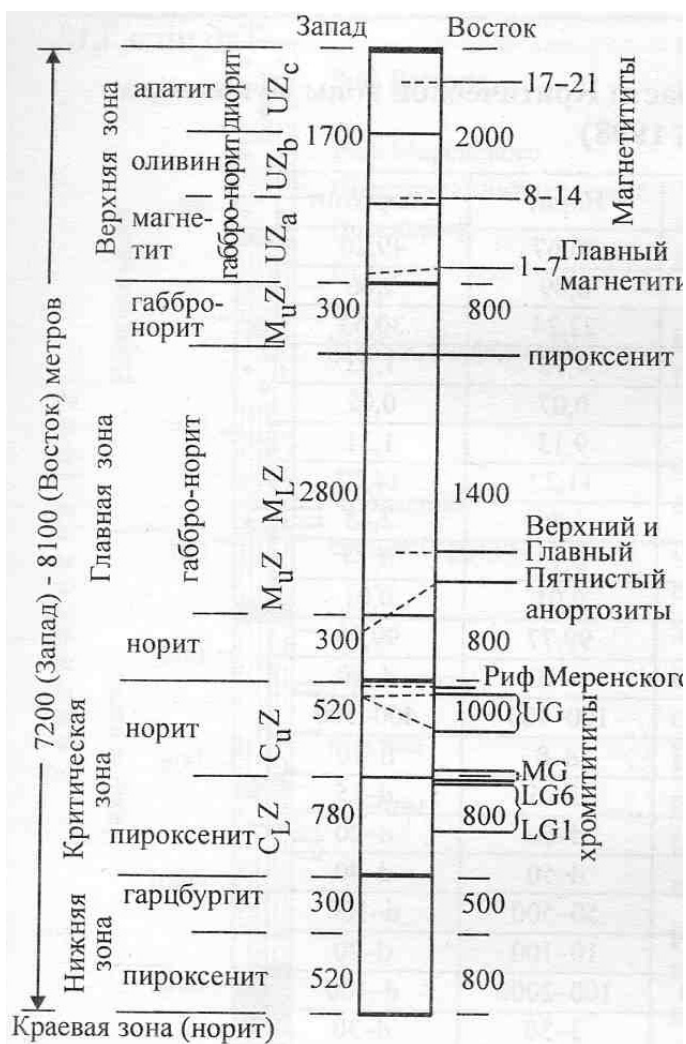 Запад Восток
7200 (Запад) - 8100 (Восток) метров
Верхняя зона
апатит
диорит
UZc
17-21
1700
2000
оливин
UZb
габбро-норит
8-14
Магнетититы
магне-
тит
UZa
1-7
Главный
магнетити
габбро-
норит
MuZ
300
800
пироксенит
Главная зона
габбро-норит
MLZ
2800
1400
Верхний и
Главный
Пятнистый
анортозиты
MuZ
норит
300
800
Риф Меренского
Критическая
зона
норит
CuZ
520
1000
UG
хромитититы
MG
LG6
LG1
пироксенит
CLZ
780
800
Нижняя
зона
гарцбургит
300
500
пироксенит
520
800
Краевая зона (норит)